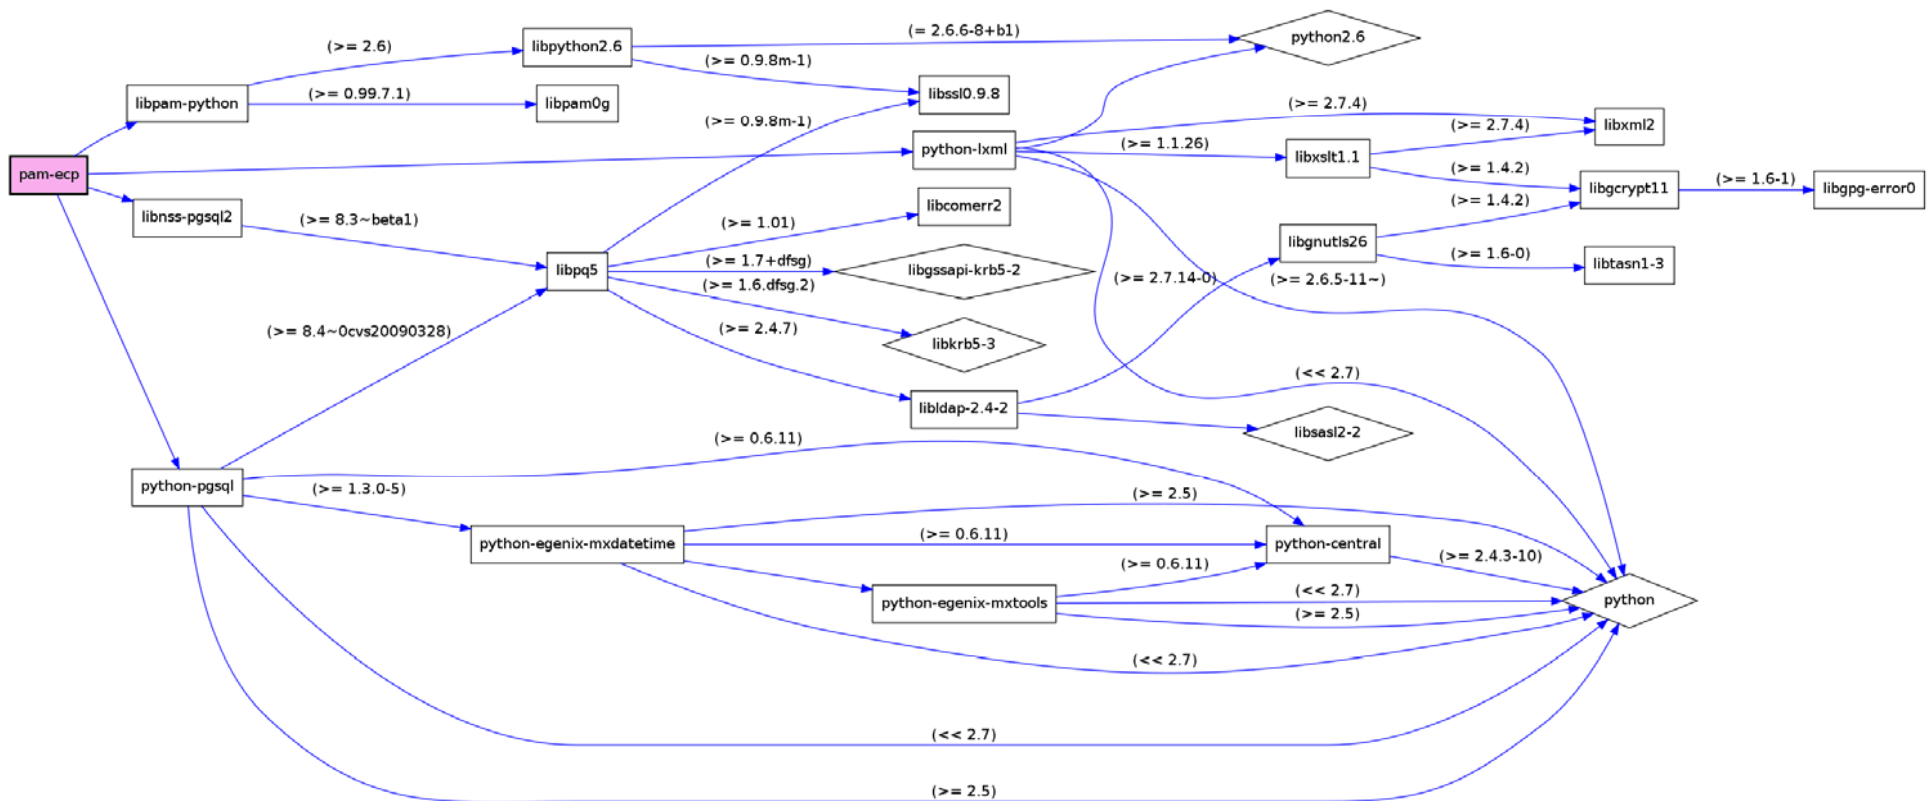 (= 2.6.6-8+b1)
python2.6
(>= 2.6)
libpython2.6
(>= 0.9.8m-1)
libpam-python
(>= 0.99.7.1)
libpam0g
libssl0.9.8
(>= 2.7.4)
libxml2
(>= 0.9.8m-1)
(>= 2.7.4)
python-lxml
(>= 1.1.26)
libxslt1.1
pam-ecp
(>= 1.4.2)
libgcrypt11
(>= 1.6-1)
libgpg-error0
libnss-pgsql2
(>= 8.3~beta1)
(>= 1.01)
libcomerr2
(>= 1.4.2)
libgnutls26
(>= 1.6-0)
libtasn1-3
libpq5
(>= 1.7+dfsg)
libgssapi-krb5-2
(>= 2.7.14-0)
(>= 2.6.5-11~)
(>= 1.6.dfsg.2)
(>= 8.4~0cvs20090328)
(>= 2.4.7)
libkrb5-3
(<< 2.7)
libldap-2.4-2
libsasl2-2
(>= 0.6.11)
python-pgsql
(>= 1.3.0-5)
(>= 2.5)
python-egenix-mxdatetime
(>= 0.6.11)
python-central
(>= 2.4.3-10)
(>= 0.6.11)
python-egenix-mxtools
(<< 2.7)
python
(>= 2.5)
(<< 2.7)
(<< 2.7)
(>= 2.5)